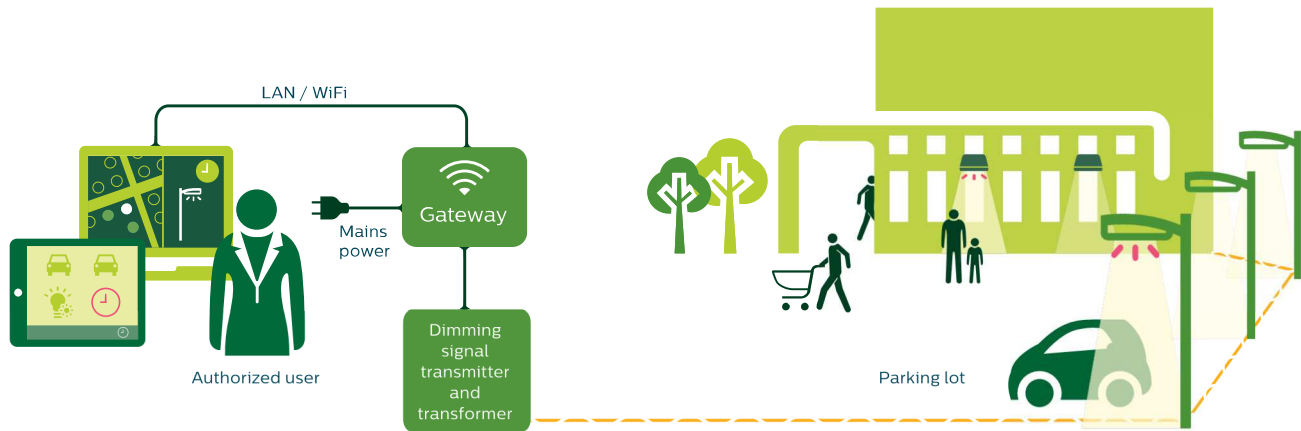 LAN / WiFi
Gateway
Mains
power
Dimming
signal
transmitter
and
transformer
Authorized user
Parking lot